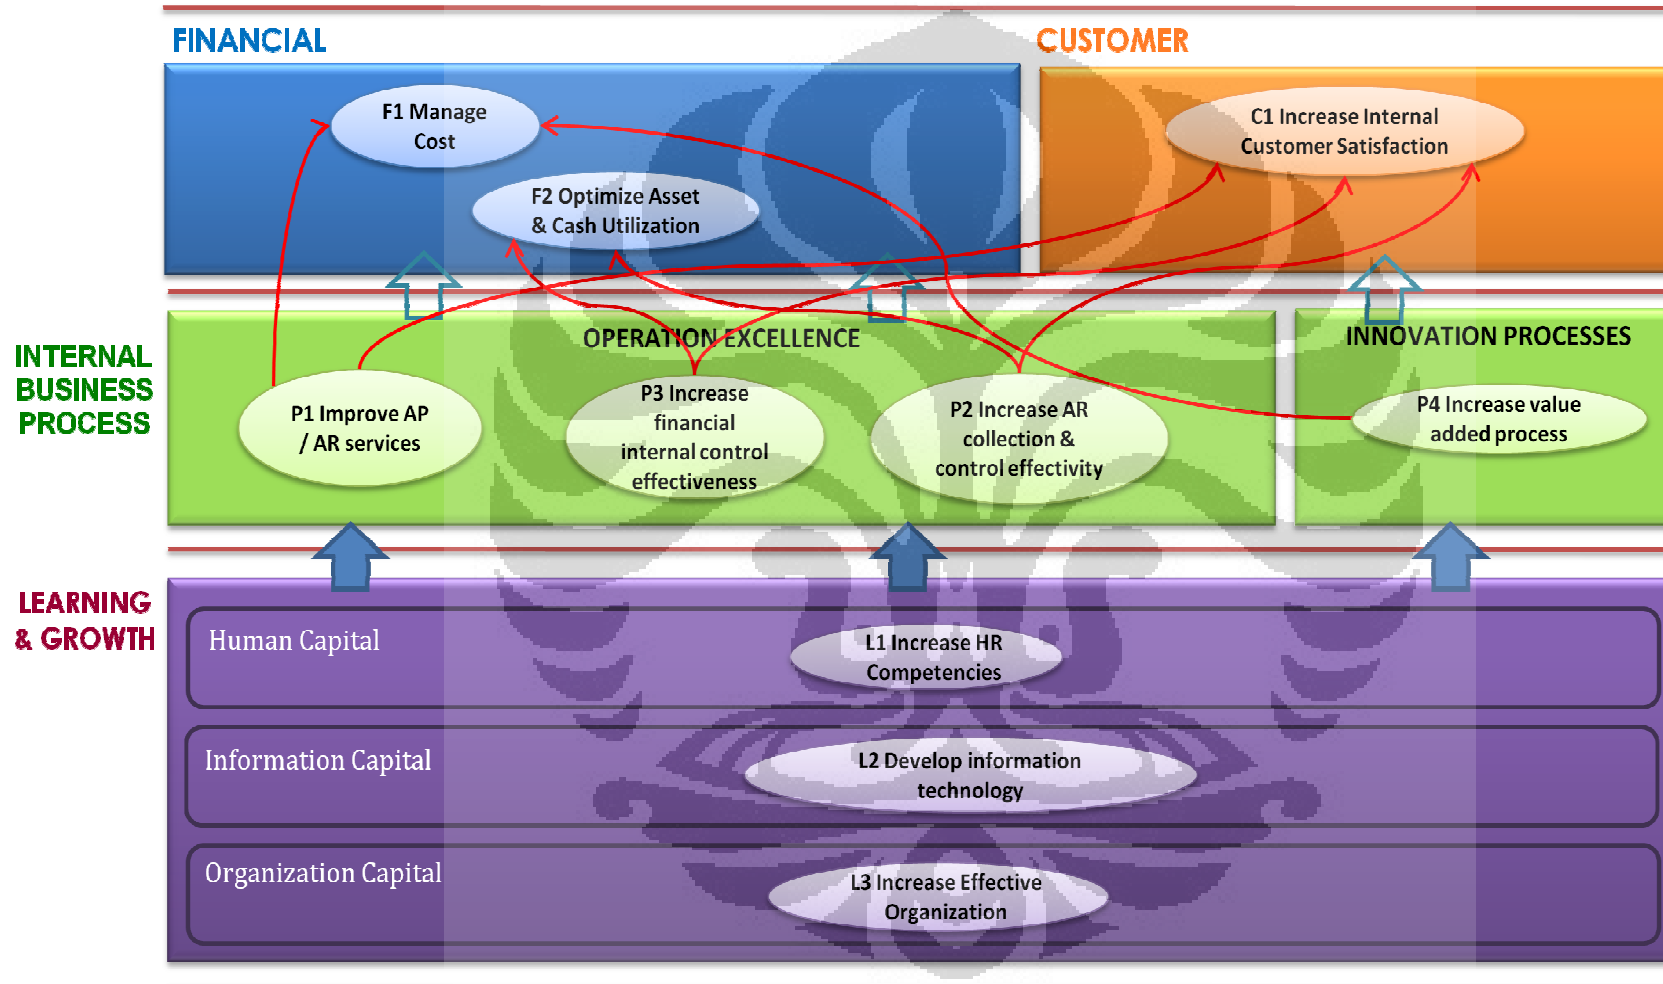 FINANCIAL
CUSTOMER
F1 Manage
Cost
C1 Increase Internal
Customer Satisfaction
F2 Optimize Asset
& Cash Utilization
INTERNAL
BUSINESS
PROCESS
OPERATION EXCELLENCE
INNOVATION PROCESSES
P1 Improve AP
/ AR services
P3 Increase
financial
internal control
effectiveness
P2 Increase AR
collection &
control effectivity
P4 Increase value
added process
LEARNING
& GROWTH
Human Capital
L1 Increase HR
Competencies
Information Capital
L2 Develop information
technology
Organization Capital
L3 Increase Effective
Organization